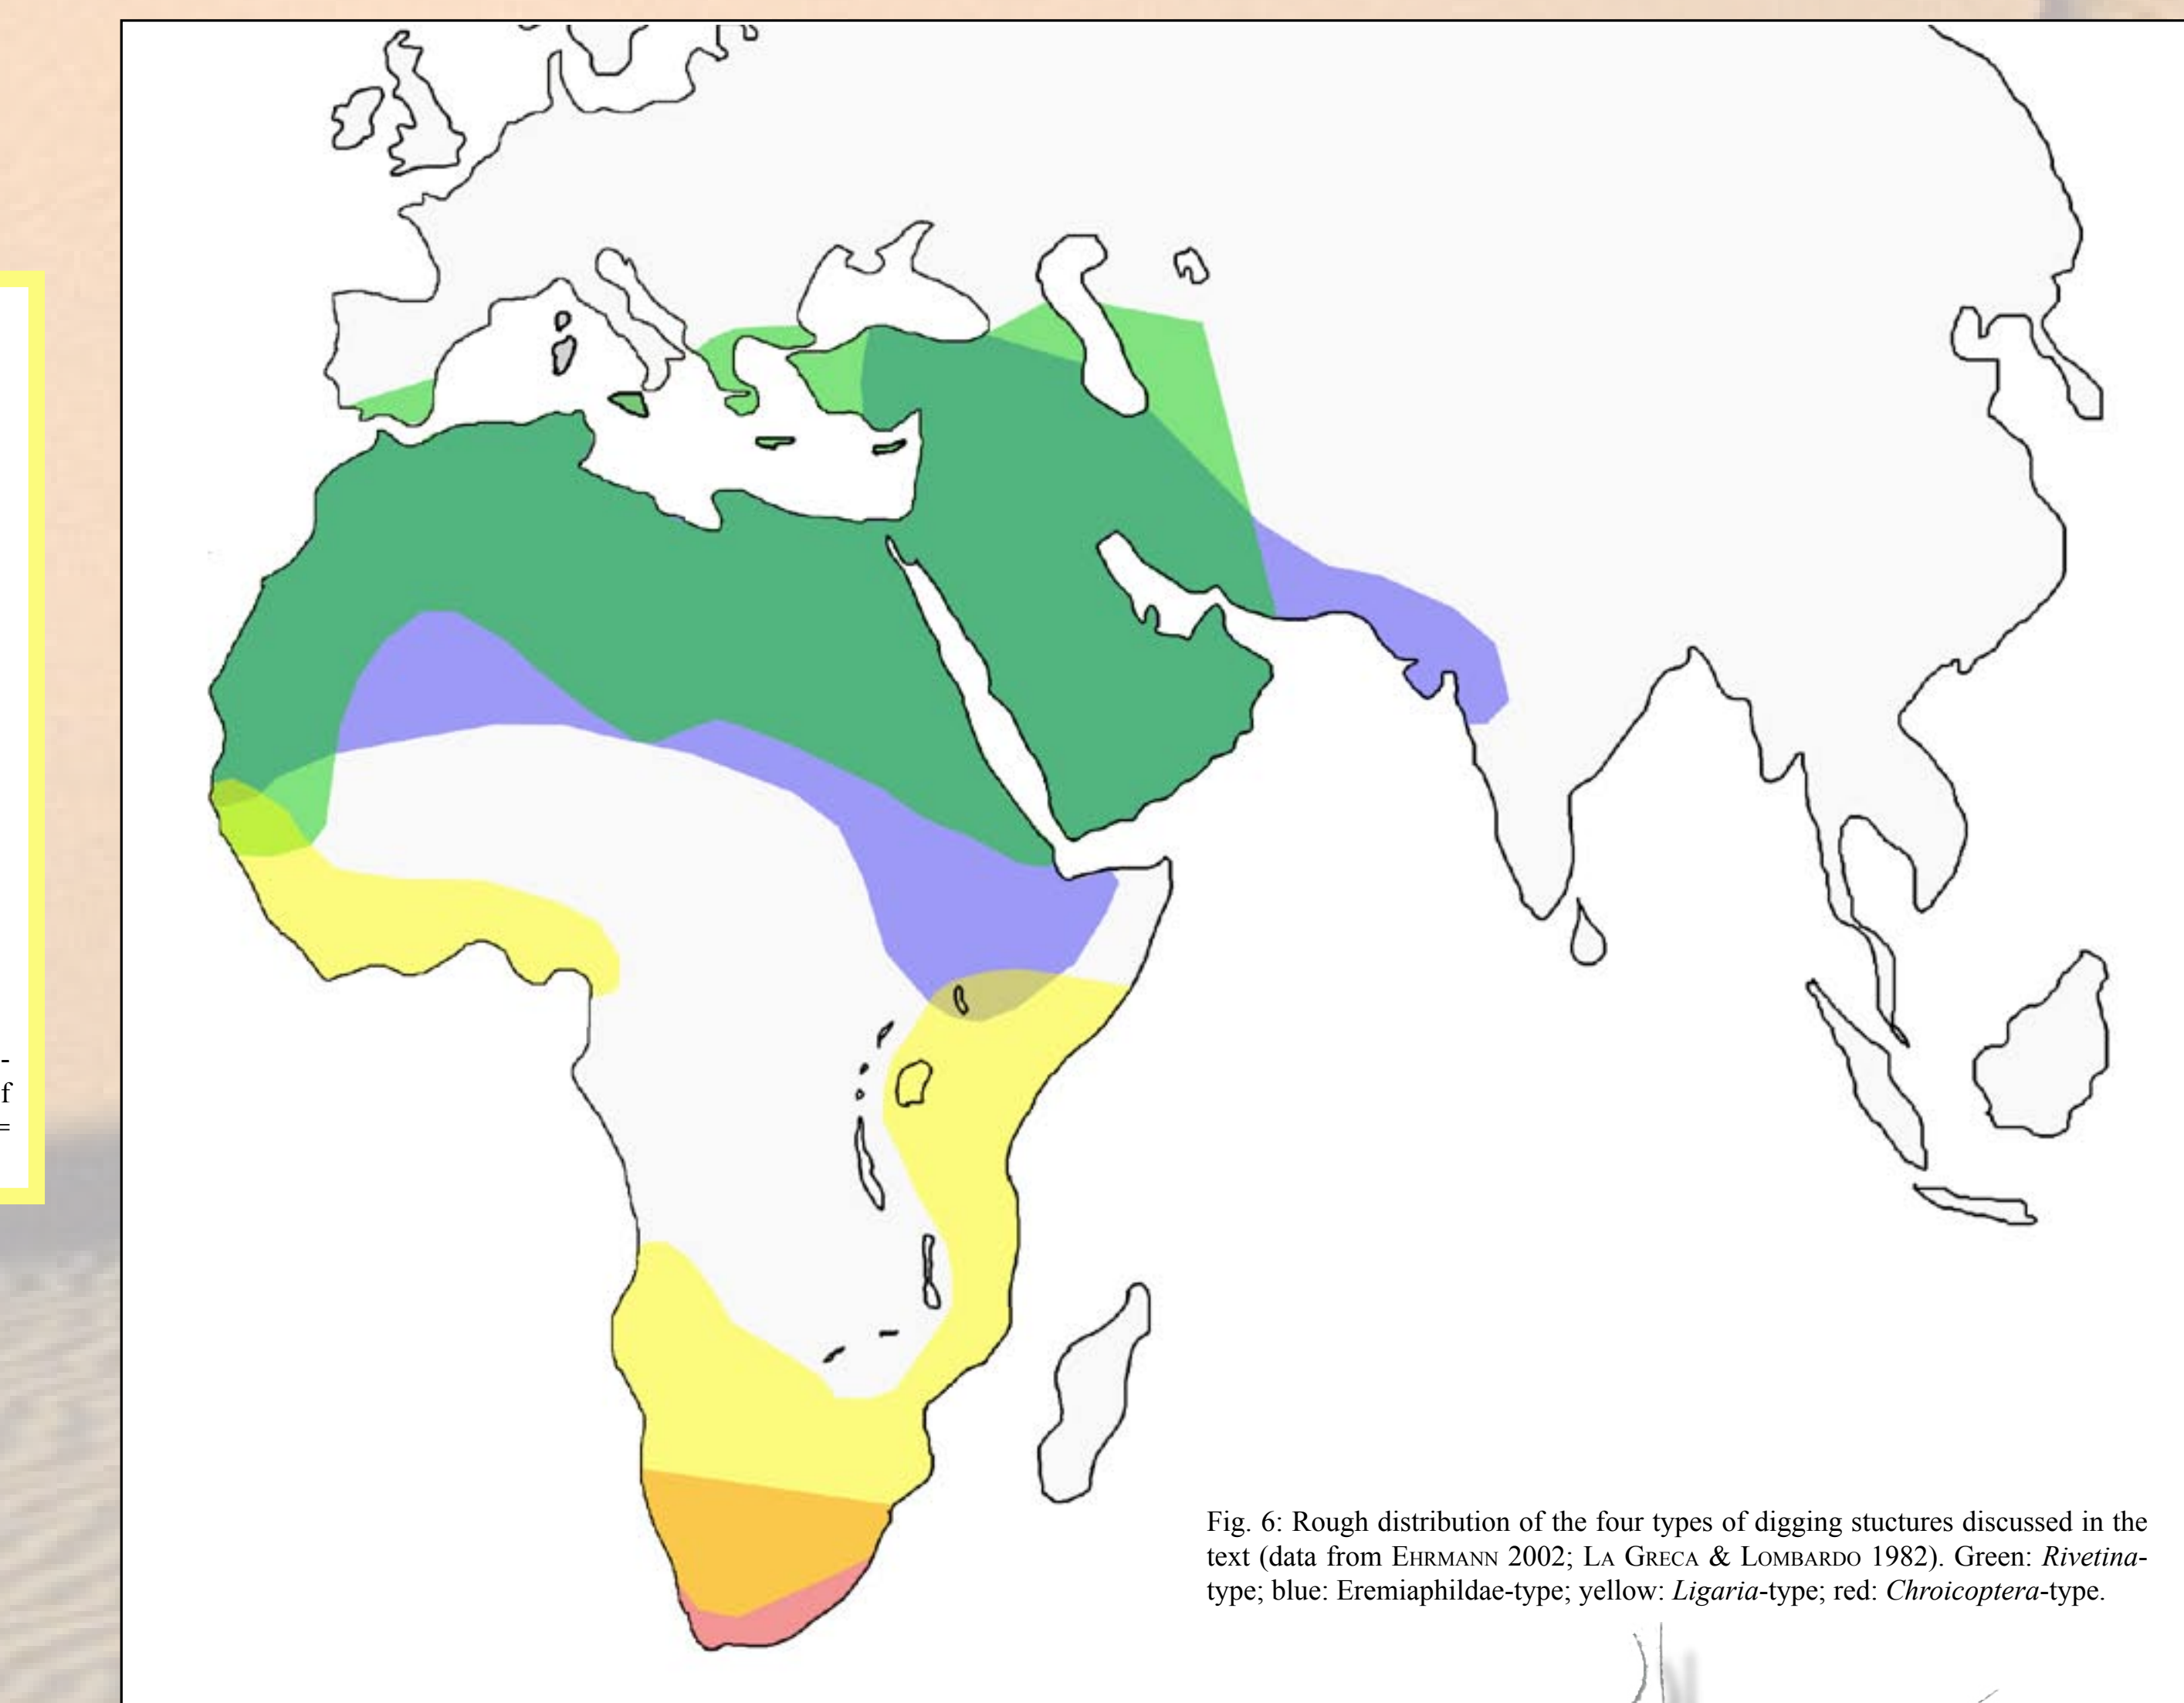 -
f
=
Fig. 6: Rough distribution of the four types of digging stuctures discussed in the
text (data from EHRMANN 2002; LA GRECA & LOMBARDO 1982). Green: Rivetina-
type; blue: Eremiaphildae-type; yellow: Ligaria-type; red: Chroicoptera-type.